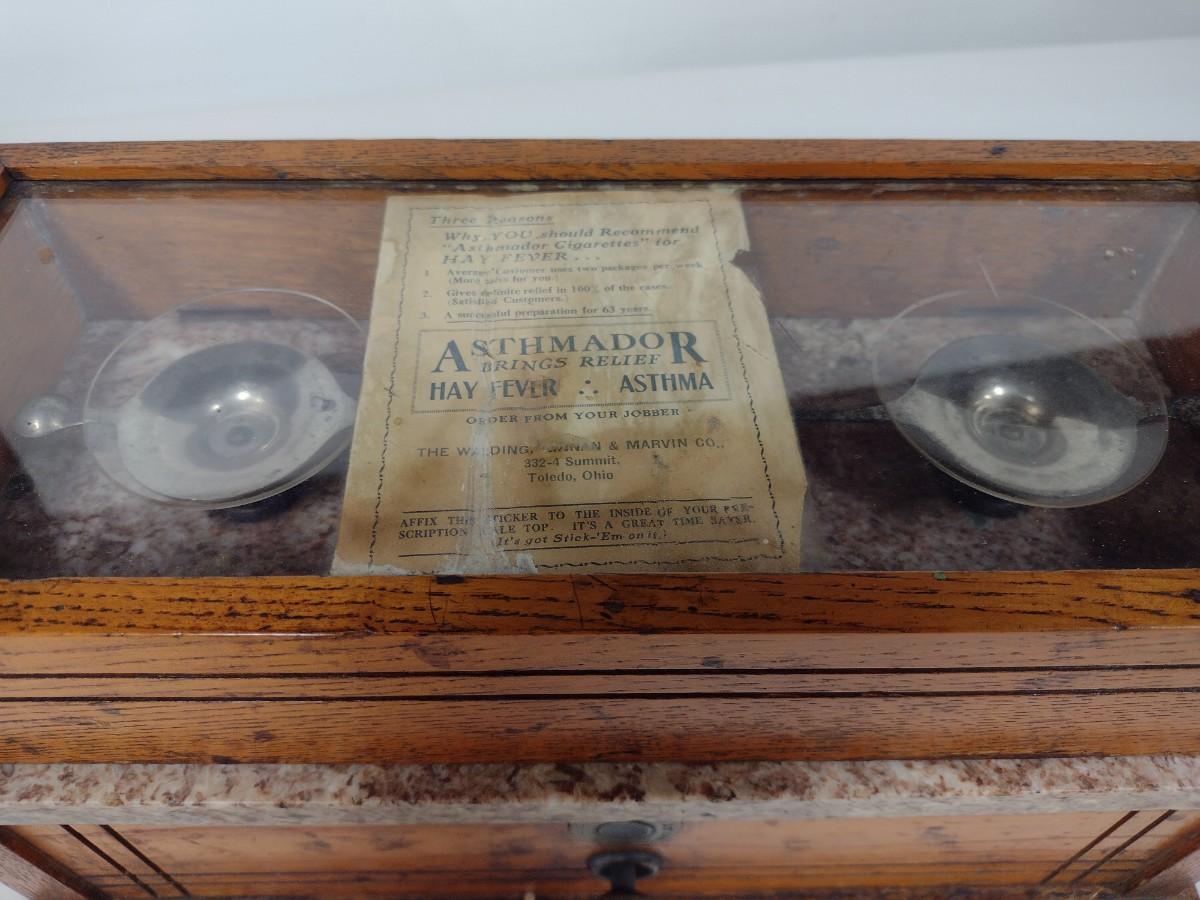 Three Reasons
Why YOU should Recommend
"Asthmador Cigarettes" for
HAY FEVER . . .
1. Average Customer uses two packages per week.
(More sales for you.)
2. Gives definite relief in 100% of the cases.
(Satisfied Customers.)
3. A successful preparation for 63 years.
ASTHMADOR
BRINGS RELIEF
HAY FEVER ∴ ASTHMA
ORDER FROM YOUR JOBBER
THE WALDING, & MARVIN CO.,
332-4 Summit.
Toledo, Ohio
AFFIX THIS STICKER TO THE INSIDE OF YOUR PRE-
SCRIPTION SCALE TOP. IT'S A GREAT TIME SAVER.
(It's got Stick-'Em on it.)